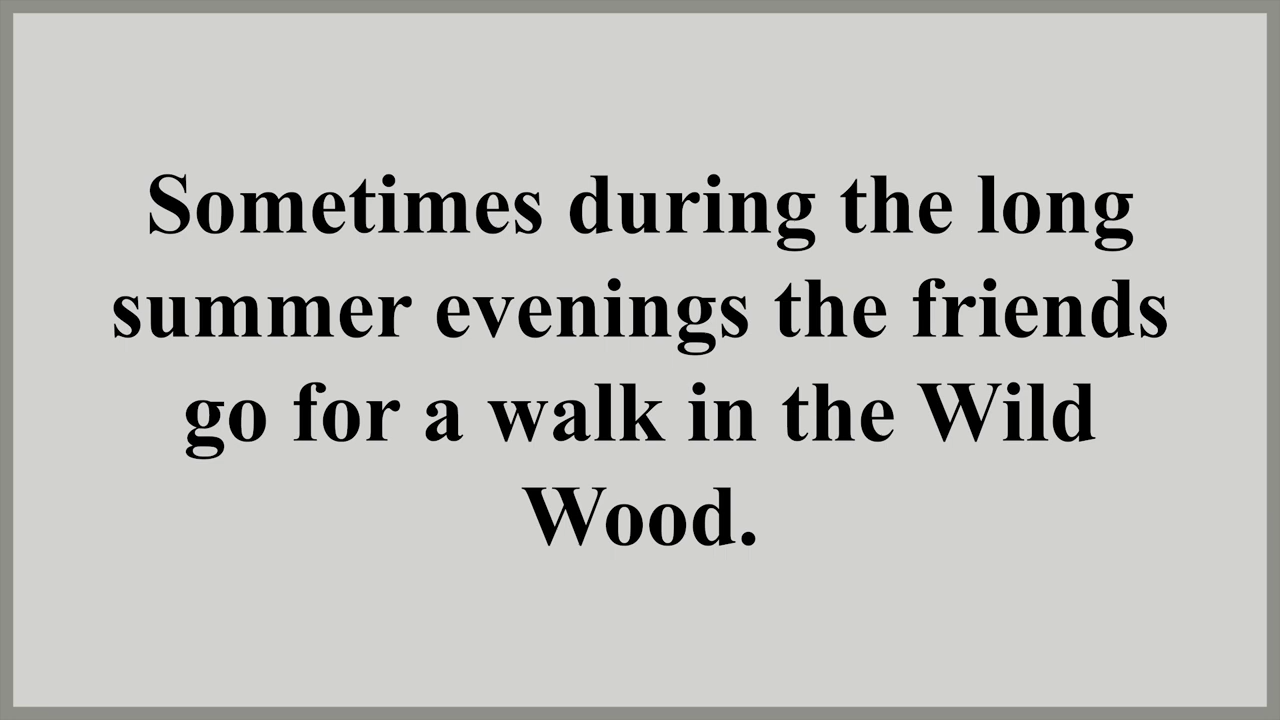 Sometimes during the long
summer evenings the friends
go for a walk in the Wild
Wood.